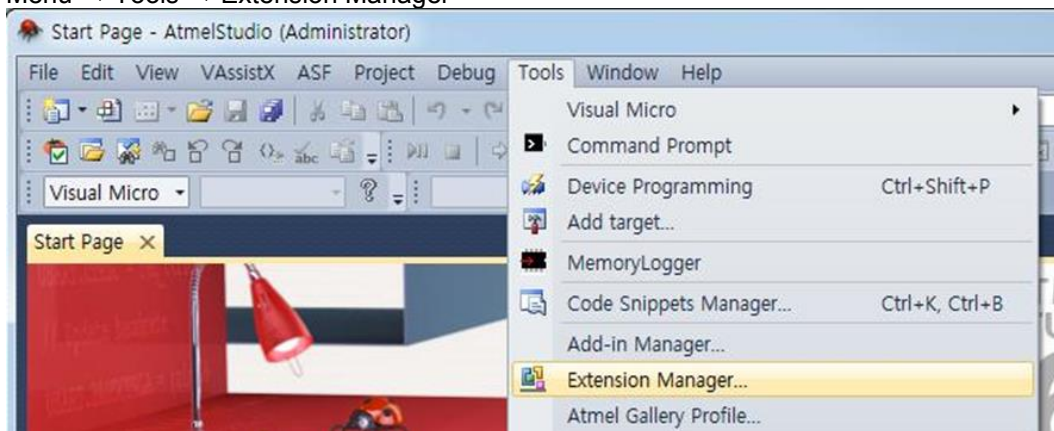 Menu -> Tools -> Extension Manager
Start Page - AtmelStudio (Administrator)
File Edit View VAssistX ASF Project Debug Tools Window Help
Visual Micro
Command Prompt
Device Programming Ctrl+Shift+P
Visual Micro
Add target...
Start Page
MemoryLogger
Code Snippets Manager... Ctrl+K, Ctrl+B
Add-in Manager...
Extension Manager...
Atmel Gallery Profile...